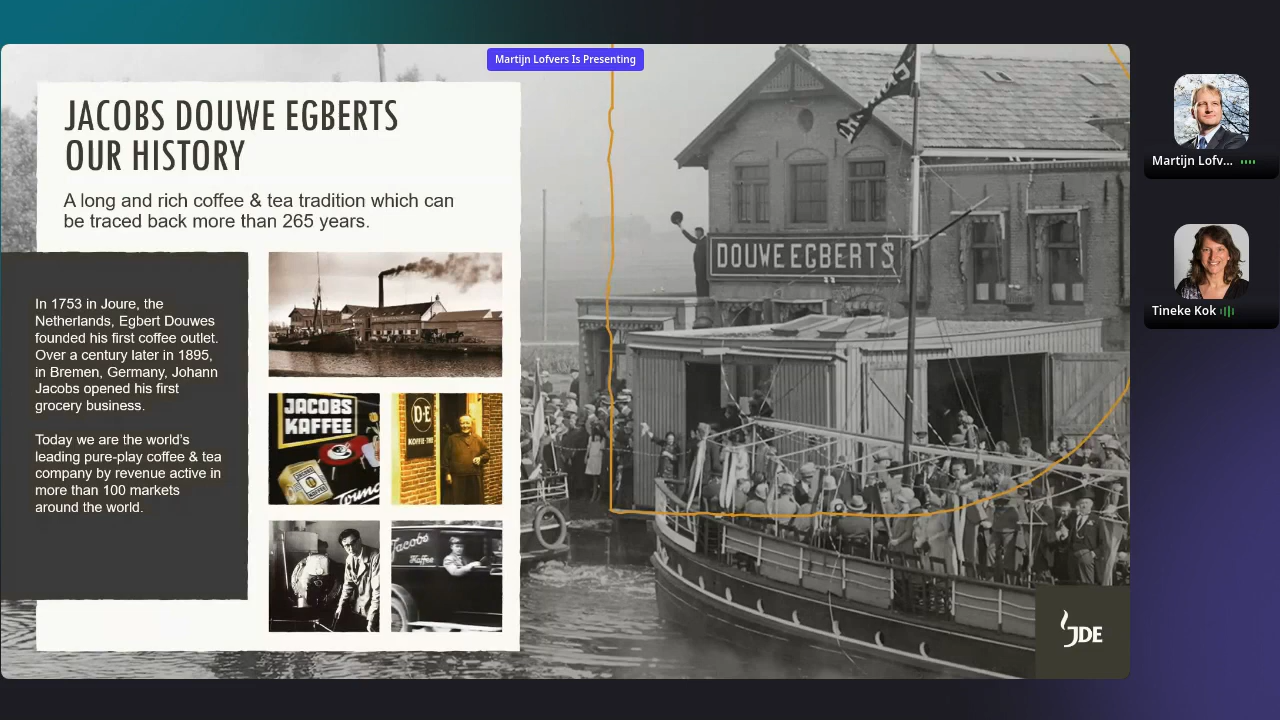 Martijn Lofvers Is Presenting
JACOBS DOUWE EGBERTS
OUR HISTORY
A long and rich coffee & tea tradition which can
be traced back more than 265 years.
In 1753 in Joure, the
Netherlands, Egbert Douwes
founded his first coffee outlet.
Over a century later in 1895,
in Bremen, Germany, Johann
Jacobs opened his first
grocery business.
Today we are the world's
leading pure-play coffee & tea
company by revenue active in
more than 100 markets
around the world.
JACOBS
KAFFEE
D·E
Jacobs
Kaffee
DOUWE EGBERTS
JDE
Martijn Lofv...
Tineke Kok